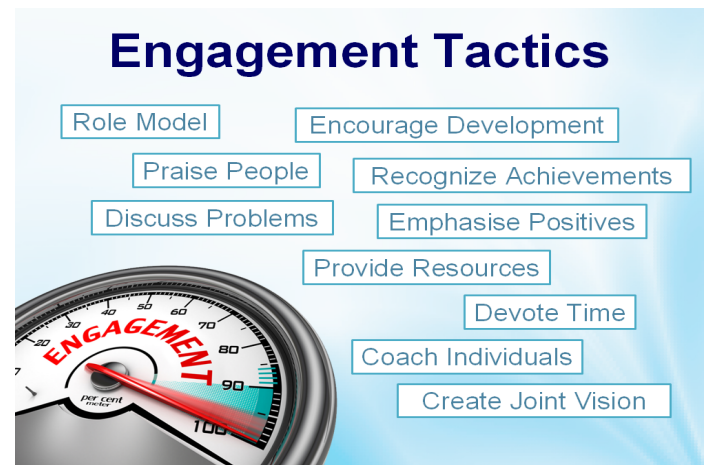 Engagement Tactics
Role Model
Encourage Development
Praise People
Recognize Achievements
Discuss Problems
Emphasise Positives
Provide Resources
Devote Time
Coach Individuals
Create Joint Vision
20
30
40
50
60
70
80
90
100
ENGAGEMENT
per cent
meter